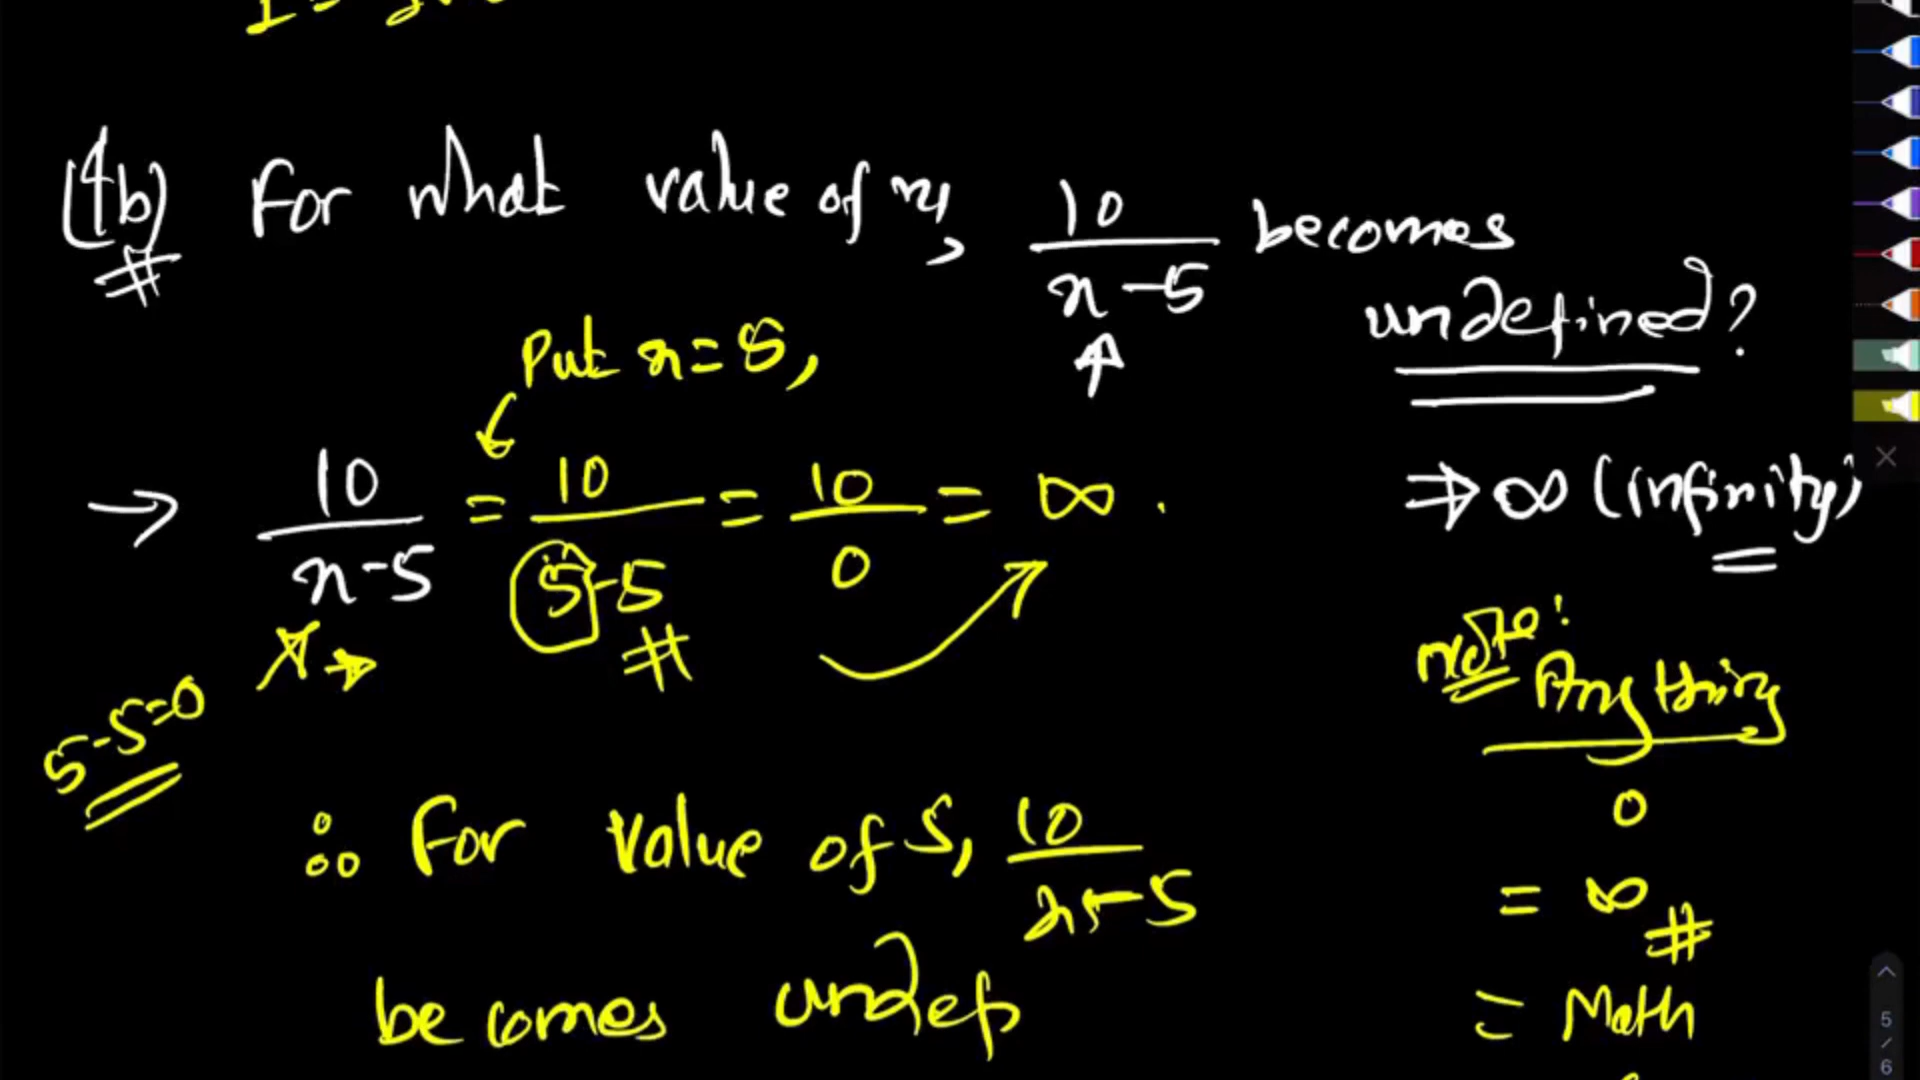 (4b) For what value of x, 10/(x-5) becomes undefined?
⇒ ∞ (infinity)
Put x = 5,
→ 10/(x-5) = 10/(5-5) = 10/0 = ∞ .
5-5=0
note:
Anything/0
= ∞
= Math
∴ For value of 5, 10/(x-5)
becomes undef